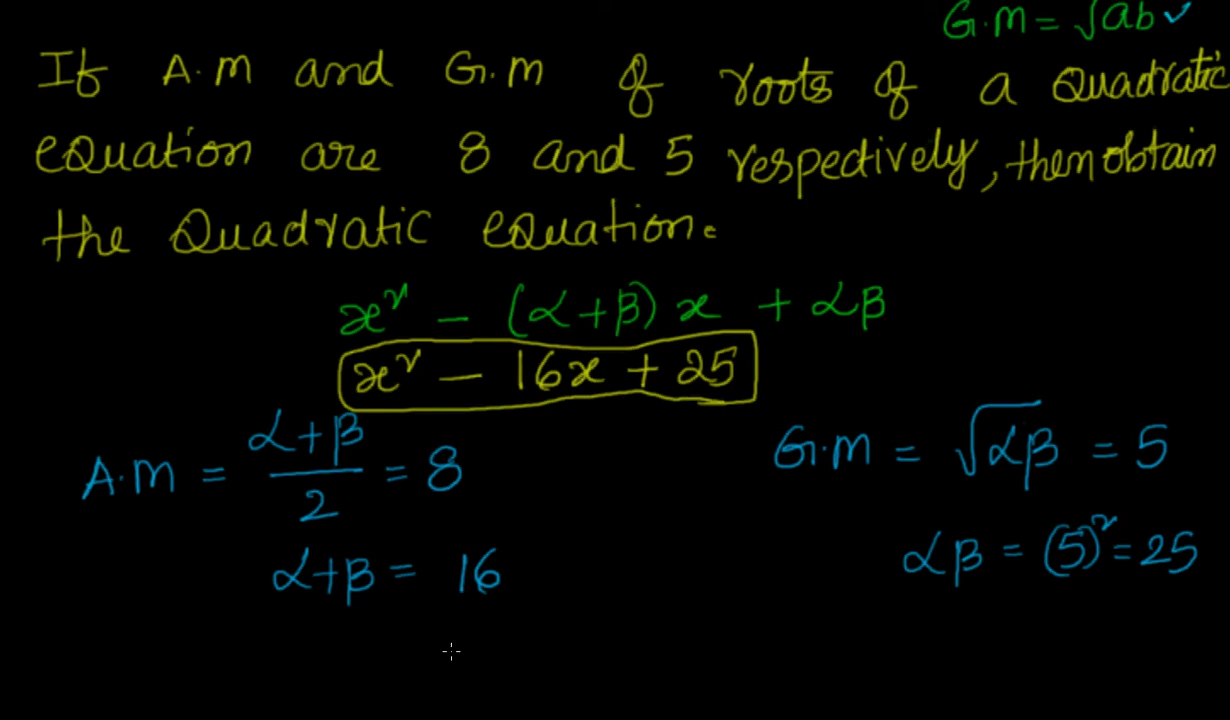 G.M = √ab ✓
If A.M and G.M of roots of a Quadratic
equation are 8 and 5 respectively, then obtain
the Quadratic equation.
x² - (α+β)x + αβ
x² - 16x + 25
A.M = (α+β)/2 = 8
G.M = √αβ = 5
α+β = 16
αβ = (5)² = 25